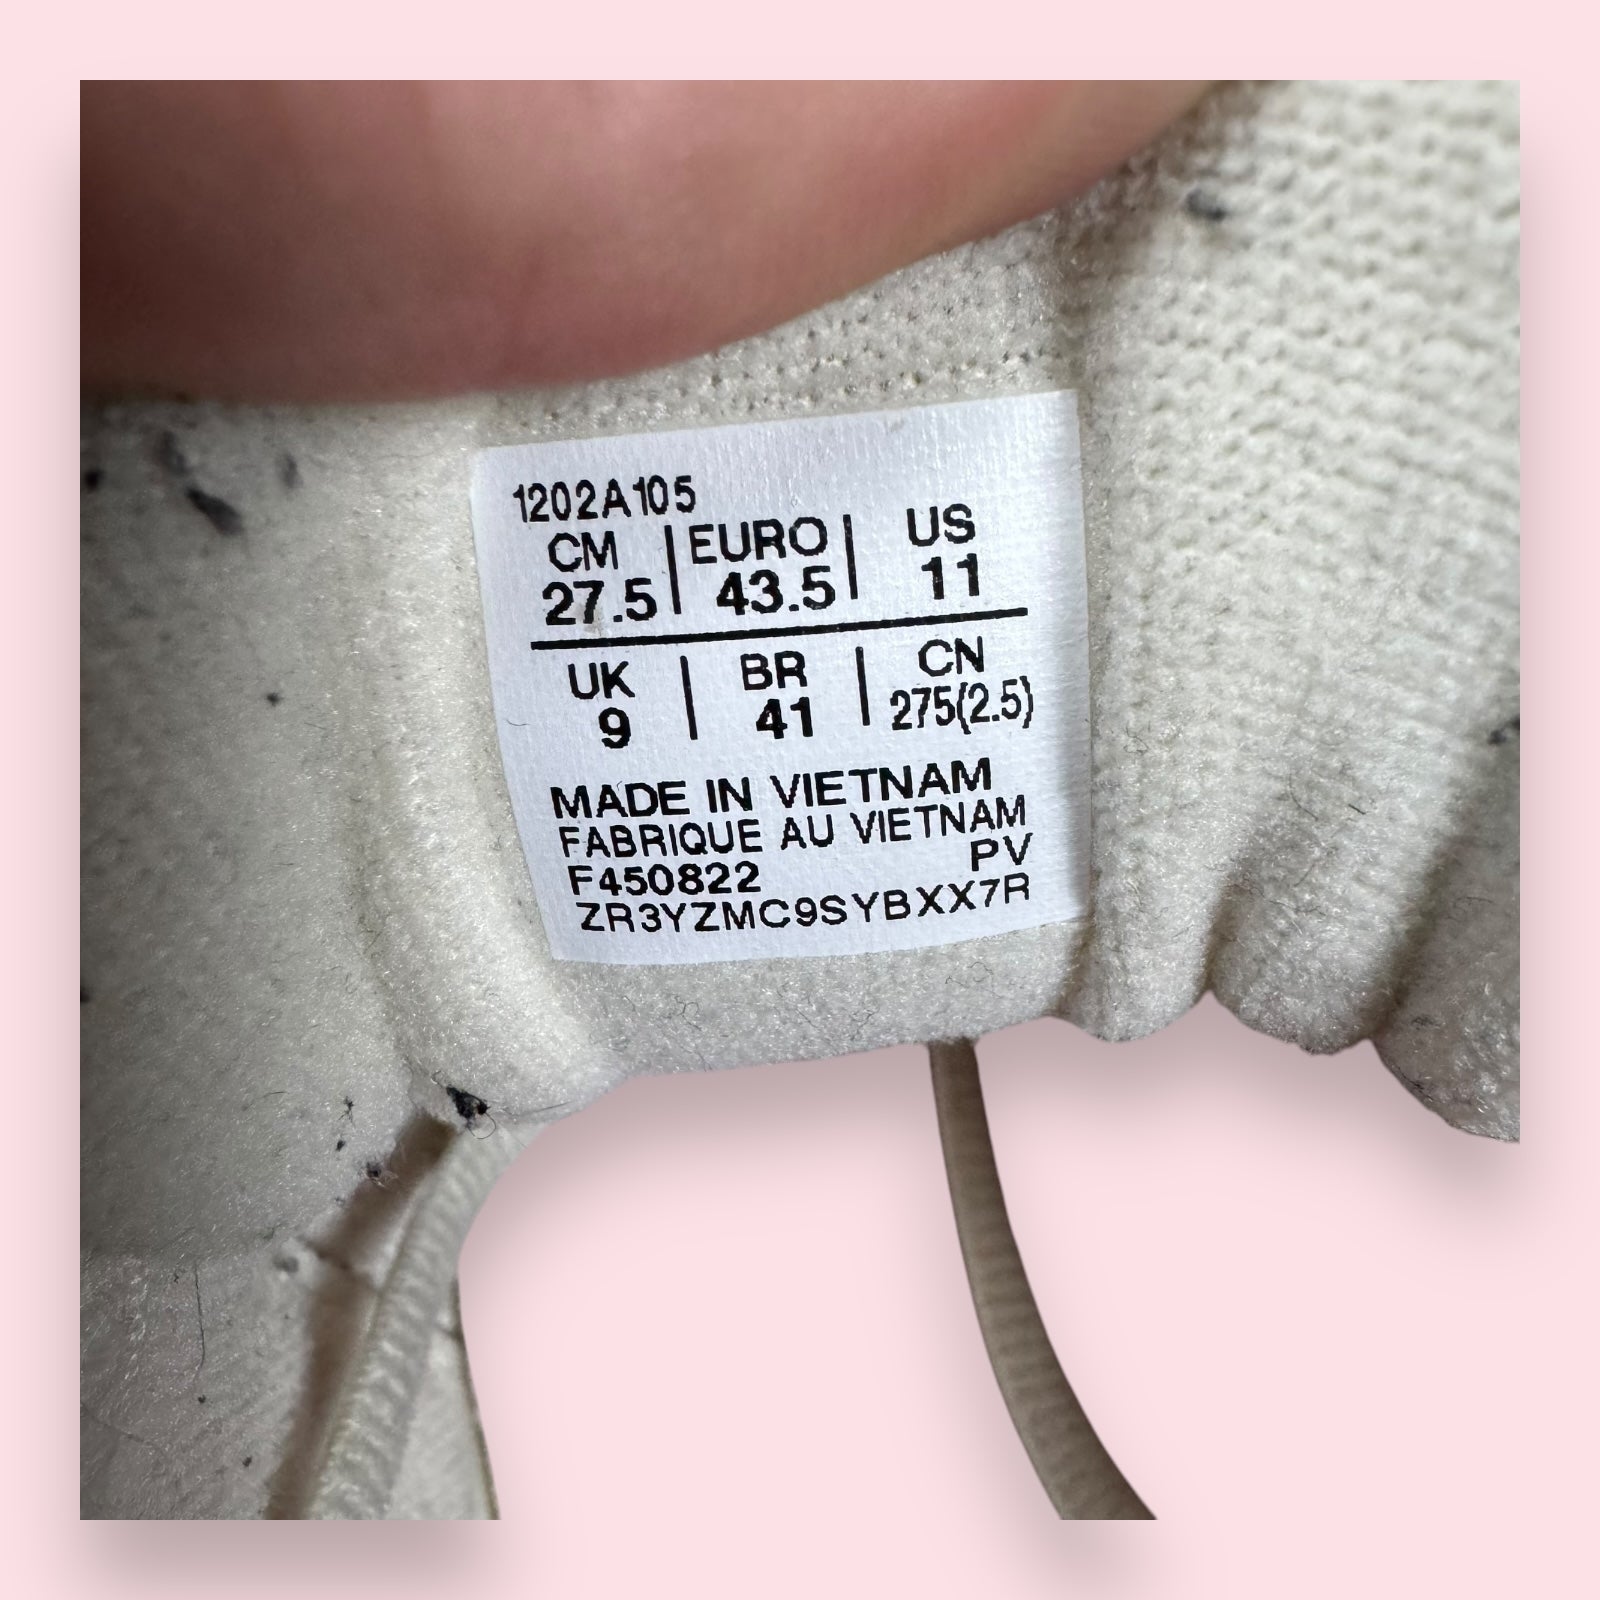 1202A105
CM | EURO | US
27.5 | 43.5 | 11
UK | BR | CN
9 | 41 | 275(2.5)
MADE IN VIETNAM
FABRIQUE AU VIETNAM
PV
F450822
ZR3YZMC9SYBXX7R